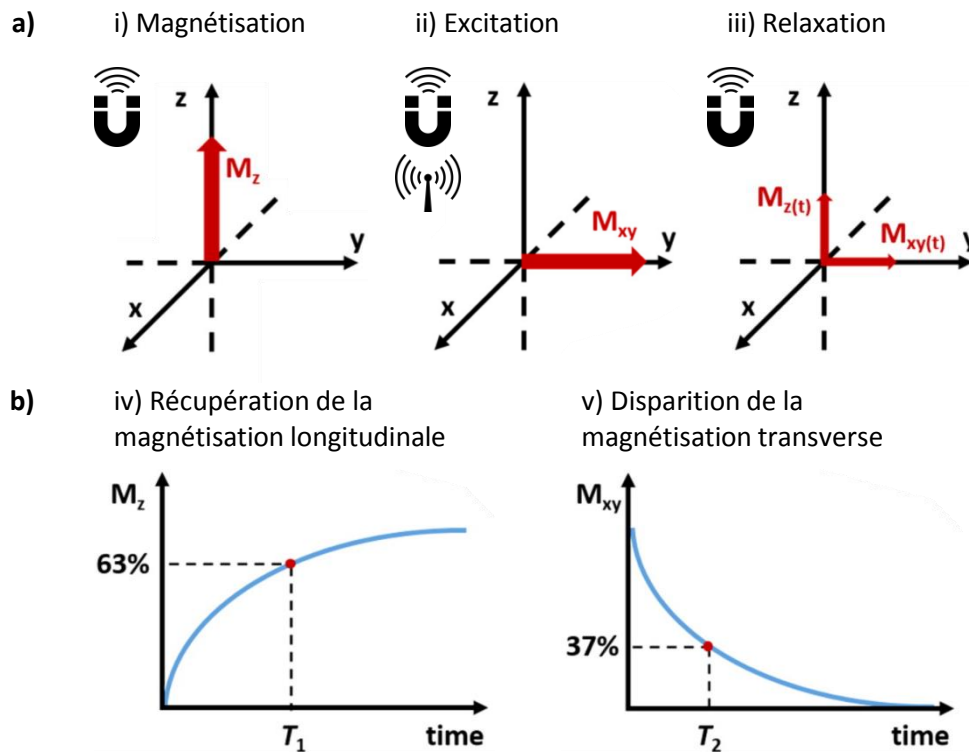 a)
i) Magnétisation
ii) Excitation
iii) Relaxation
z
M_z
y
x
z
M_xy
y
x
z
M_z(t)
M_xy(t)
y
x
b)
iv) Récupération de la
magnétisation longitudinale
v) Disparition de la
magnétisation transverse
M_z
63%
T_1
time
M_xy
37%
T_2
time